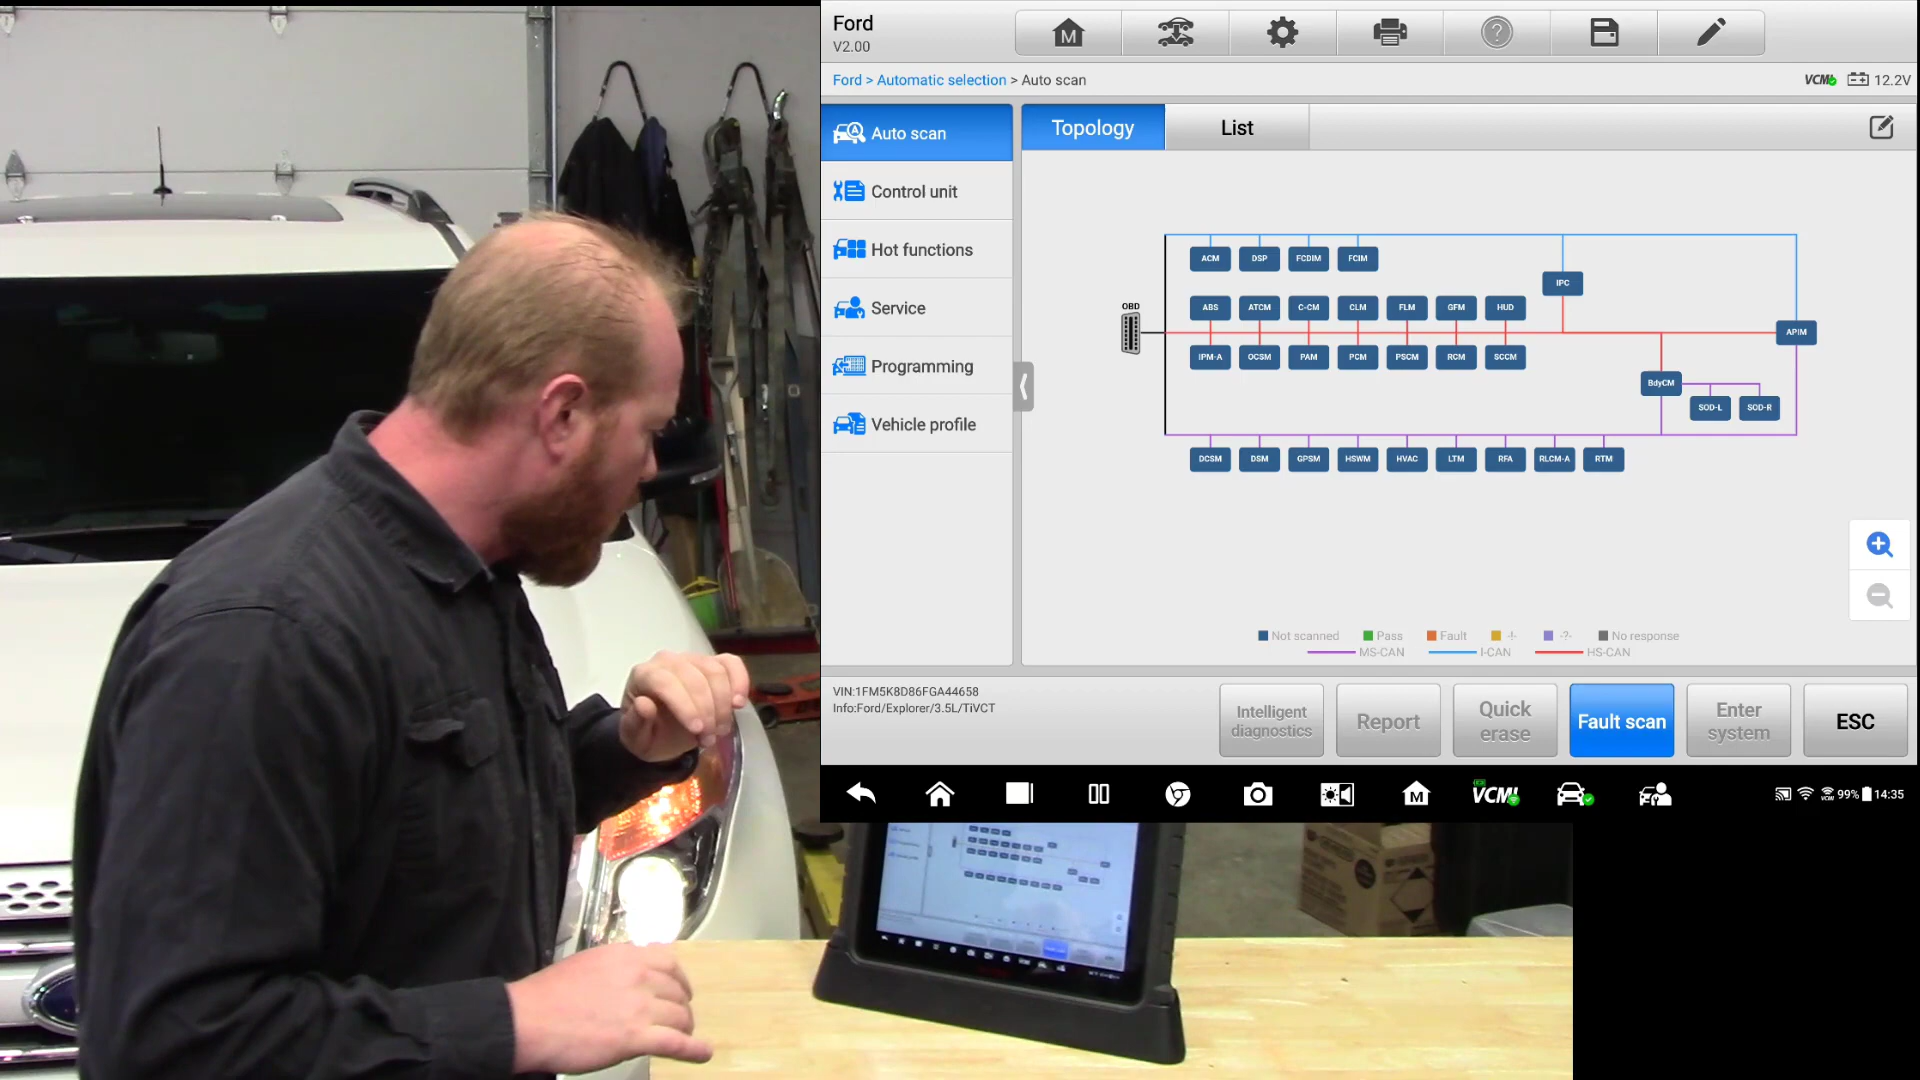 Ford
V2.00
M
?
Ford > Automatic selection > Auto scan
VCMI 12.2V
Auto scan
Control unit
Hot functions
Service
Programming
Vehicle profile
Topology
List
ACM DSP FCDIM FCIM
IPC
OBD
ABS ATCM C-CM CLM FLM GFM HUD
APIM
IPM-A OCSM PAM PCM PSCM RCM SCCM
BdyCM
SOD-L SOD-R
DCSM DSM GPSM HSWM HVAC LTM RFA RLCM-A RTM
Not scanned Pass Fault -!- -?- No response
MS-CAN I-CAN HS-CAN
VIN:1FM5K8D86FGA44658
Info:Ford/Explorer/3.5L/TiVCT
Intelligent
diagnostics
Report
Quick
erase
Fault scan
Enter
system
ESC
M
VCMI
VCMI 99% 14:35